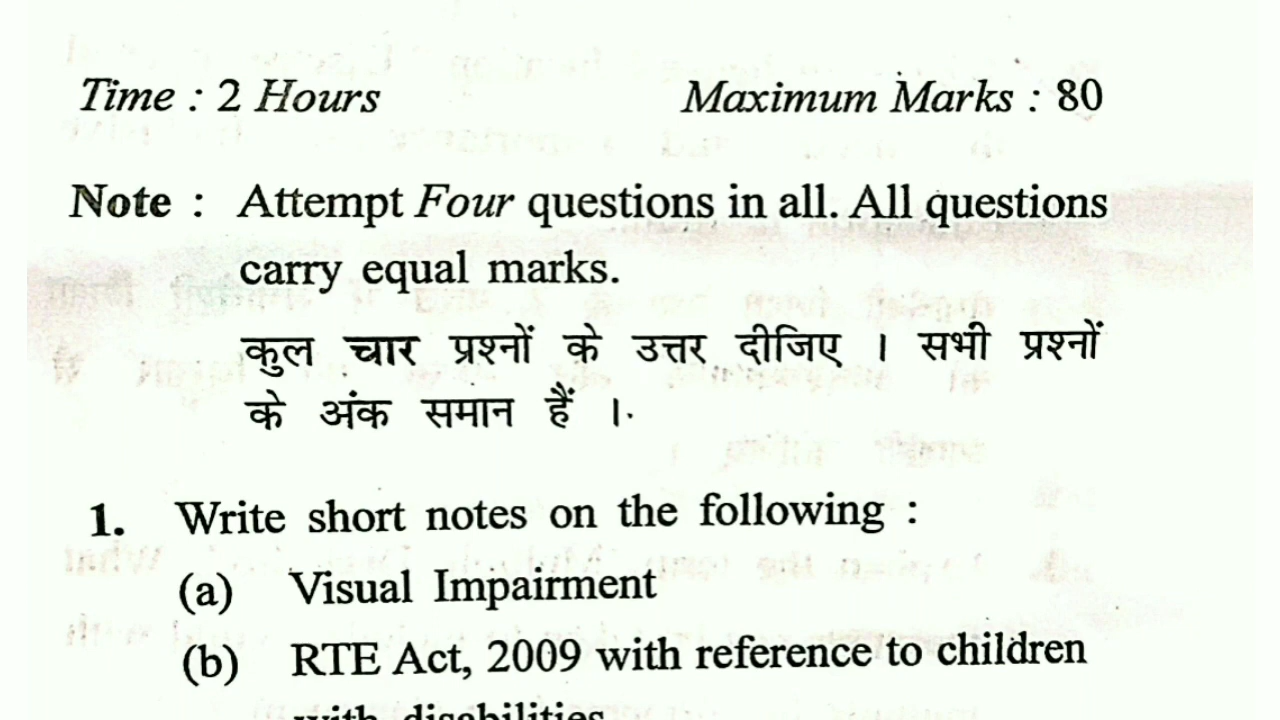 Time : 2 Hours Maximum Marks : 80
Note : Attempt Four questions in all. All questions
carry equal marks.
कुल चार प्रश्नों के उत्तर दीजिए । सभी प्रश्नों
के अंक समान हैं ।
1. Write short notes on the following :
(a) Visual Impairment
(b) RTE Act, 2009 with reference to children
with disabilities